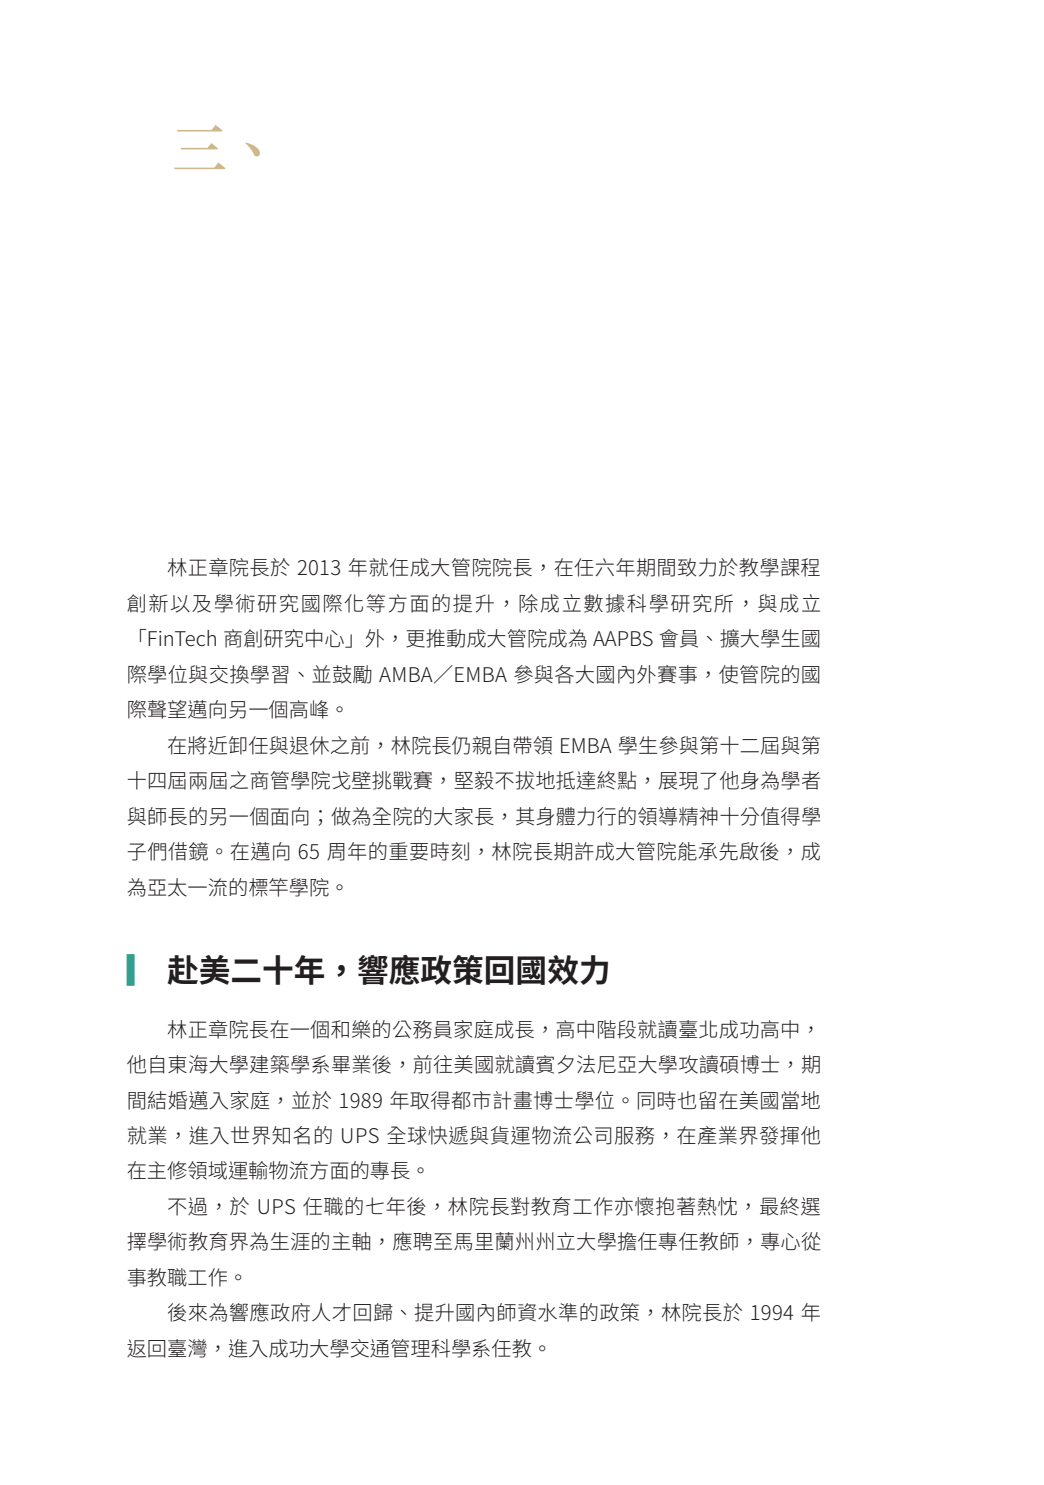 三、
林正章院長於 2013 年就任成大管院院長，在任六年期間致力於教學課程
創新以及學術研究國際化等方面的提升，除成立數據科學研究所，與成立
「FinTech 商創研究中心」外，更推動成大管院成為 AAPBS 會員、擴大學生國
際學位與交換學習、並鼓勵 AMBA／EMBA 參與各大國內外賽事，使管院的國
際聲望邁向另一個高峰。
在將近卸任與退休之前，林院長仍親自帶領 EMBA 學生參與第十二屆與第
十四屆兩屆之商管學院戈壁挑戰賽，堅毅不拔地抵達終點，展現了他身為學者
與師長的另一個面向；做為全院的大家長，其身體力行的領導精神十分值得學
子們借鏡。在邁向 65 周年的重要時刻，林院長期許成大管院能承先啟後，成
為亞太一流的標竿學院。
赴美二十年，響應政策回國效力
林正章院長在一個和樂的公務員家庭成長，高中階段就讀臺北成功高中，
他自東海大學建築學系畢業後，前往美國就讀賓夕法尼亞大學攻讀碩博士，期
間結婚邁入家庭，並於 1989 年取得都市計畫博士學位。同時也留在美國當地
就業，進入世界知名的 UPS 全球快遞與貨運物流公司服務，在產業界發揮他
在主修領域運輸物流方面的專長。
不過，於 UPS 任職的七年後，林院長對教育工作亦懷抱著熱忱，最終選
擇學術教育界為生涯的主軸，應聘至馬里蘭州州立大學擔任專任教師，專心從
事教職工作。
後來為響應政府人才回歸、提升國內師資水準的政策，林院長於 1994 年
返回臺灣，進入成功大學交通管理科學系任教。